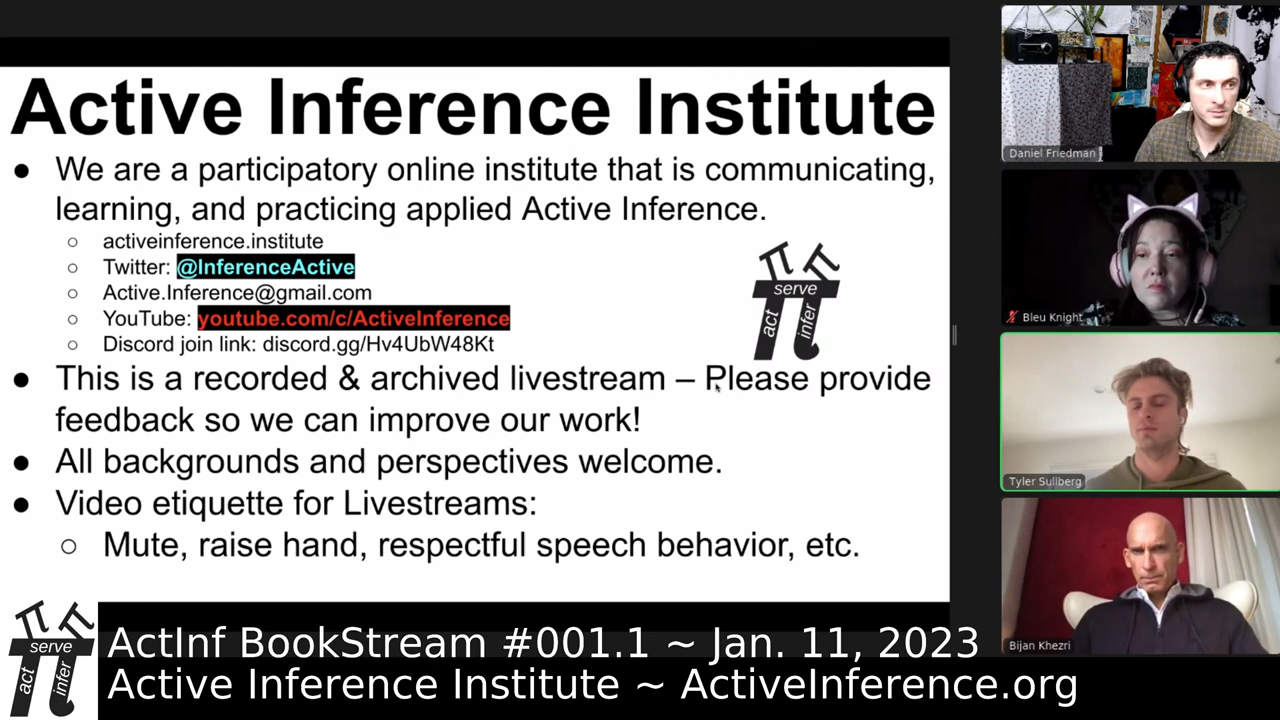 Active Inference Institute
● We are a participatory online institute that is communicating,
learning, and practicing applied Active Inference.
○ activeinference.institute
○ Twitter: @InferenceActive
○ Active.Inference@gmail.com
○ YouTube: youtube.com/c/ActiveInference
○ Discord join link: discord.gg/Hv4UbW48Kt
serve
act
infer
● This is a recorded & archived livestream – Please provide
feedback so we can improve our work!
● All backgrounds and perspectives welcome.
● Video etiquette for Livestreams:
○ Mute, raise hand, respectful speech behavior, etc.
Daniel Friedman
Bleu Knight
Tyler Sullberg
Bijan Khezri
serve
act
infer
ActInf BookStream #001.1 ~ Jan. 11, 2023
Active Inference Institute ~ ActiveInference.org